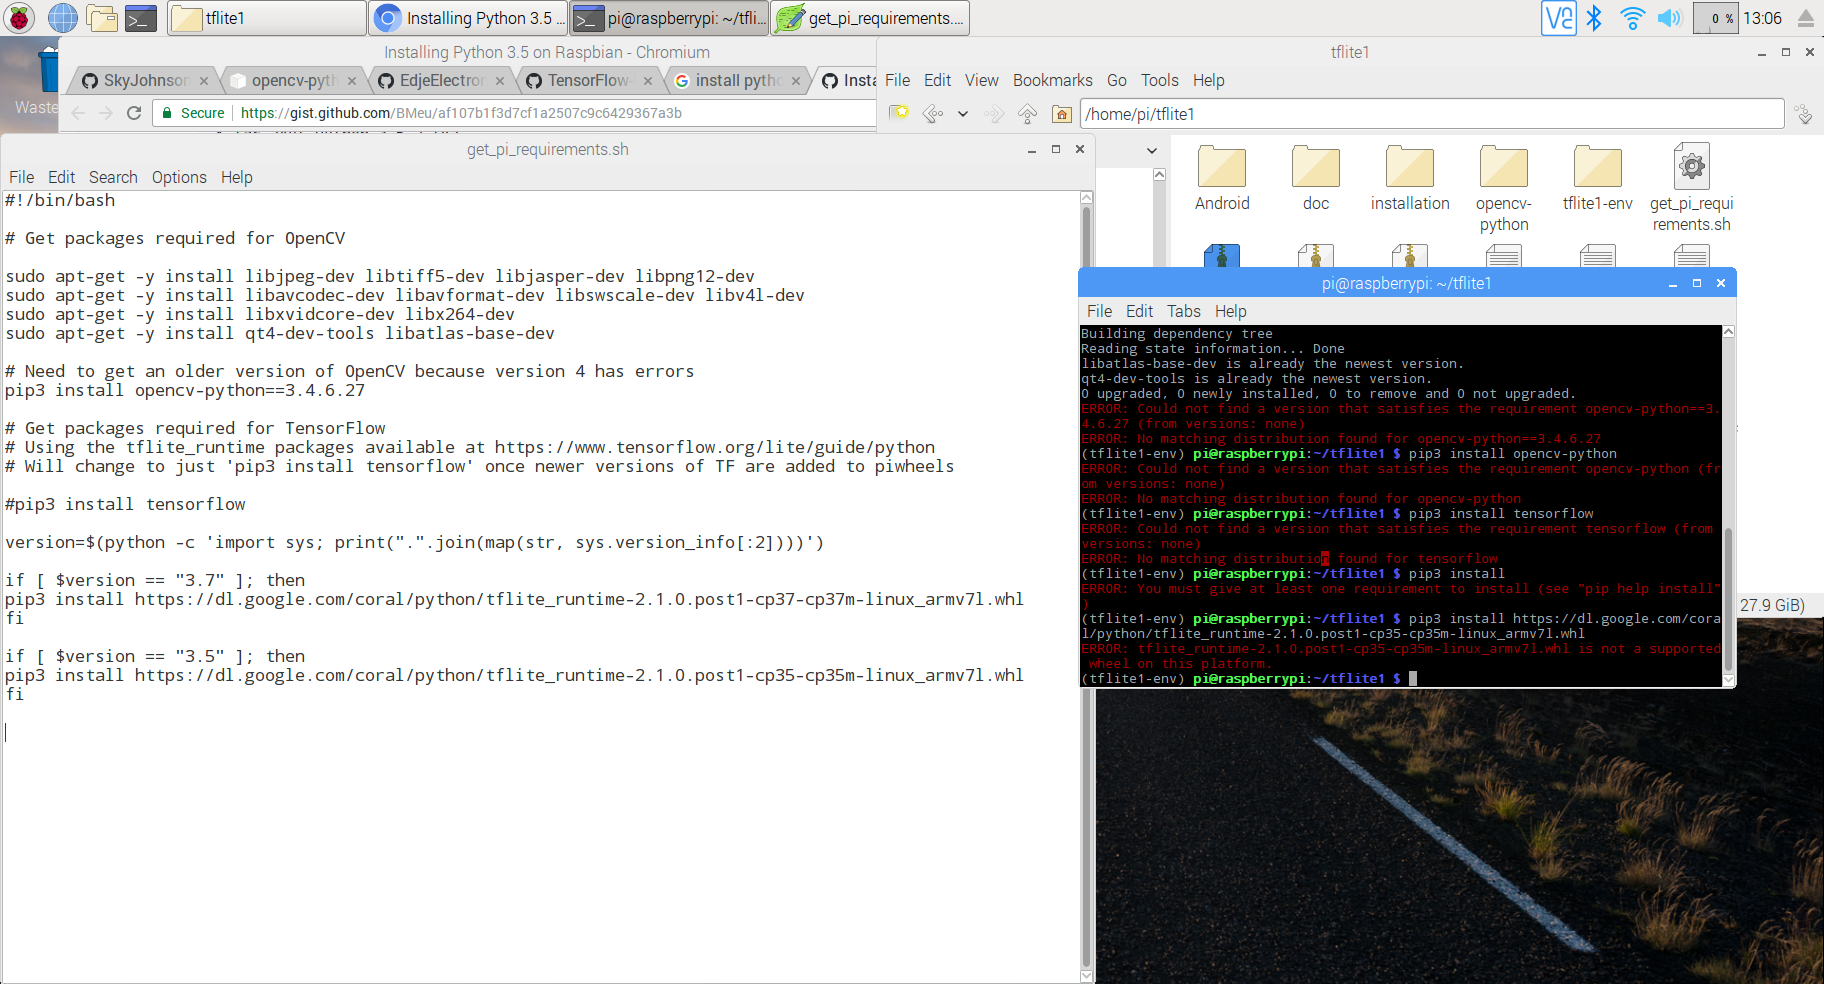 tflite1
Installing Python 3.5 ...
pi@raspberrypi: ~/tfli...
get_pi_requirements....
0 %
13:06
Waste
Installing Python 3.5 on Raspbian - Chromium
SkyJohnson
opencv-pyth
EdjeElectron
TensorFlow-
install pytho
Insta
Secure
https://gist.github.com/BMeu/af107b1f3d7cf1a2507c9c6429367a3b
tflite1
File Edit View Bookmarks Go Tools Help
/home/pi/tflite1
Android
doc
installation
opencv-
python
tflite1-env
get_pi_requi
rements.sh
27.9 GiB)
get_pi_requirements.sh
File Edit Search Options Help
#!/bin/bash
# Get packages required for OpenCV
sudo apt-get -y install libjpeg-dev libtiff5-dev libjasper-dev libpng12-dev
sudo apt-get -y install libavcodec-dev libavformat-dev libswscale-dev libv4l-dev
sudo apt-get -y install libxvidcore-dev libx264-dev
sudo apt-get -y install qt4-dev-tools libatlas-base-dev
# Need to get an older version of OpenCV because version 4 has errors
pip3 install opencv-python==3.4.6.27
# Get packages required for TensorFlow
# Using the tflite_runtime packages available at https://www.tensorflow.org/lite/guide/python
# Will change to just 'pip3 install tensorflow' once newer versions of TF are added to piwheels
#pip3 install tensorflow
version=$(python -c 'import sys; print(".".join(map(str, sys.version_info[:2])))')
if [ $version == "3.7" ]; then
pip3 install https://dl.google.com/coral/python/tflite_runtime-2.1.0.post1-cp37-cp37m-linux_armv7l.whl
fi
if [ $version == "3.5" ]; then
pip3 install https://dl.google.com/coral/python/tflite_runtime-2.1.0.post1-cp35-cp35m-linux_armv7l.whl
fi
pi@raspberrypi: ~/tflite1
File Edit Tabs Help
Building dependency tree
Reading state information... Done
libatlas-base-dev is already the newest version.
qt4-dev-tools is already the newest version.
0 upgraded, 0 newly installed, 0 to remove and 0 not upgraded.
ERROR: Could not find a version that satisfies the requirement opencv-python==3.
4.6.27 (from versions: none)
ERROR: No matching distribution found for opencv-python==3.4.6.27
(tflite1-env) pi@raspberrypi:~/tflite1 $ pip3 install opencv-python
ERROR: Could not find a version that satisfies the requirement opencv-python (fr
om versions: none)
ERROR: No matching distribution found for opencv-python
(tflite1-env) pi@raspberrypi:~/tflite1 $ pip3 install tensorflow
ERROR: Could not find a version that satisfies the requirement tensorflow (from
versions: none)
ERROR: No matching distribution found for tensorflow
(tflite1-env) pi@raspberrypi:~/tflite1 $ pip3 install
ERROR: You must give at least one requirement to install (see "pip help install"
)
(tflite1-env) pi@raspberrypi:~/tflite1 $ pip3 install https://dl.google.com/cora
l/python/tflite_runtime-2.1.0.post1-cp35-cp35m-linux_armv7l.whl
ERROR: tflite_runtime-2.1.0.post1-cp35-cp35m-linux_armv7l.whl is not a supported
wheel on this platform.
(tflite1-env) pi@raspberrypi:~/tflite1 $